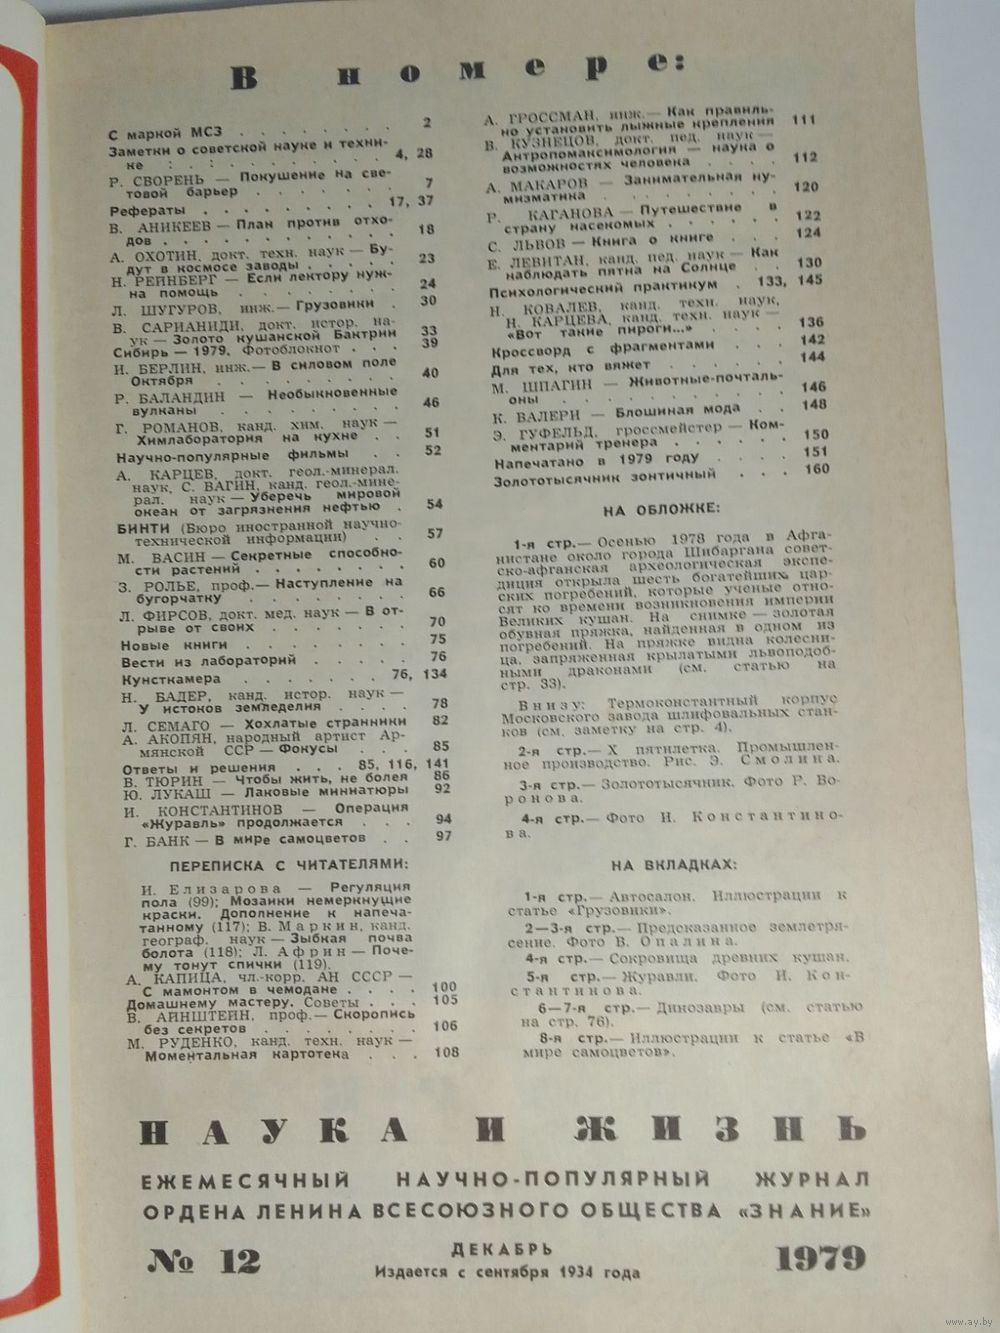 В номере:
С маркой МСЗ . . . . . . . . 2
Заметки о советской науке и техни-
ке . . . . . . . . . . 4, 28
Р. СВОРЕНЬ — Покушение на све-
товой барьер . . . . . . . 7
Рефераты . . . . . . . . . 17, 37
В. АНИКЕЕВ — План против отхо-
дов . . . . . . . . . . . 18
А. ОХОТИН, докт. техн. наук — Бу-
дут в космосе заводы . . . . . 23
Н. РЕЙНБЕРГ — Если лектору нуж-
на помощь . . . . . . . . 24
Л. ШУГУРОВ, инж.— Грузовики . 30
В. САРИАНИДИ, докт. истор. на-
ук — Золото кушанской Бактрии 33
Сибирь — 1979. Фотоблокнот . . . 39
И. БЕРЛИН, инж.— В силовом поле
Октября . . . . . . . . . 40
Р. БАЛАНДИН — Необыкновенные
вулканы . . . . . . . . . 46
Г. РОМАНОВ, канд. хим. наук —
Химлаборатория на кухне . . 51
Научно-популярные фильмы . . 52
А. КАРЦЕВ, докт. геол.-минерал.
наук, С. ВАГИН, канд. геол.-мине-
рал. наук — Уберечь мировой
океан от загрязнения нефтью . 54
БИНТИ (Бюро иностранной научно-
технической информации) . . 57
М. ВАСИН — Секретные способно-
сти растений . . . . . . . 60
З. РОЛЬЕ, проф.— Наступление на
бугорчатку . . . . . . . . 66
Л. ФИРСОВ, докт. мед. наук — В от-
рыве от своих . . . . . . . 70
Новые книги . . . . . . . . 75
Вести из лабораторий . . . . . 76
Кунсткамера . . . . . . . 76, 134
Н. БАДЕР, канд. истор. наук —
У истоков земледелия . . . . 78
Л. СЕМАГО — Хохлатые странники 82
А. АКОПЯН, народный артист Ар-
мянской ССР — Фокусы . . . 85
Ответы и решения . . . 85, 116, 141
В. ТЮРИН — Чтобы жить, не болея 86
Ю. ЛУКАШ — Лаковые миниатюры 92
И. КОНСТАНТИНОВ — Операция
«Журавль» продолжается . . . 94
Г. БАНК — В мире самоцветов . . 97
ПЕРЕПИСКА С ЧИТАТЕЛЯМИ:
И. Елизарова — Регуляция
пола (99); Мозаики немеркнущие
краски. Дополнение к напеча-
танному (117); В. Маркин, канд.
географ. наук — Зыбкая почва
болота (118); Л. Африн — Поче-
му тонут спички (119).
А. КАПИЦА, чл.-корр. АН СССР —
С мамонтом в чемодане . . . . 100
Домашнему мастеру. Советы . . . 105
В. АЙНШТЕЙН, проф.— Скоропись
без секретов . . . . . . . 106
М. РУДЕНКО, канд. техн. наук —
Моментальная картотека . . . 108
А. ГРОССМАН, инж.— Как правиль-
но установить лыжные крепления 111
В. КУЗНЕЦОВ, докт. пед. наук —
Антропомаксимология — наука о
возможностях человека . . . . 112
А. МАКАРОВ — Занимательная ну-
мизматика . . . . . . . . 120
Р. КАГАНОВА — Путешествие в
страну насекомых . . . . . . 122
С. ЛЬВОВ — Книга о книге . . . 124
Е. ЛЕВИТАН, канд. пед. наук — Как
наблюдать пятна на Солнце . . 130
Психологический практикум . 133, 145
Н. КОВАЛЕВ, канд. техн. наук,
Н. КАРЦЕВА, канд. техн. наук —
«Вот такие пироги...» . . . . 136
Кроссворд с фрагментами . . . 142
Для тех, кто вяжет . . . . . 144
М. ШПАГИН — Животные-почталь-
оны . . . . . . . . . . 146
К. ВАЛЕРИ — Блошиная мода . . 148
Э. ГУФЕЛЬД, гроссмейстер — Ком-
ментарий тренера . . . . . . 150
Напечатано в 1979 году . . . . 151
Золототысячник зонтичный . . . 160
НА ОБЛОЖКЕ:
1-я стр.— Осенью 1978 года в Афга-
нистане около города Шибаргана совет-
ско-афганская археологическая экспе-
диция открыла шесть богатейших цар-
ских погребений, которые ученые отно-
сят ко времени возникновения империи
Великих кушан. На снимке — золотая
обувная пряжка, найденная в одном из
погребений. На пряжке видна колесни-
ца, запряженная крылатыми львоподоб-
ными драконами (см. статью на
стр. 33).
Внизу: Термоконстантный корпус
Московского завода шлифовальных стан-
ков (см. заметку на стр. 4).
2-я стр.— X пятилетка. Промышлен-
ное производство. Рис. Э. Смолина.
3-я стр.— Золототысячник. Фото Р. Во-
ронова.
4-я стр.— Фото И. Константино-
ва.
НА ВКЛАДКАХ:
1-я стр.— Автосалон. Иллюстрации к
статье «Грузовики».
2—3-я стр.— Предсказанное землетря-
сение. Фото В. Опалина.
4-я стр.— Сокровища древних кушан.
5-я стр.— Журавли. Фото И. Кон-
стантинова.
6—7-я стр.— Динозавры (см. статью
на стр. 76).
8-я стр.— Иллюстрации к статье «В
мире самоцветов».
НАУКА И ЖИЗНЬ
ЕЖЕМЕСЯЧНЫЙ НАУЧНО-ПОПУЛЯРНЫЙ ЖУРНАЛ
ОРДЕНА ЛЕНИНА ВСЕСОЮЗНОГО ОБЩЕСТВА «ЗНАНИЕ»
№ 12 ДЕКАБРЬ 1979
Издается с сентября 1934 года
www.ay.by